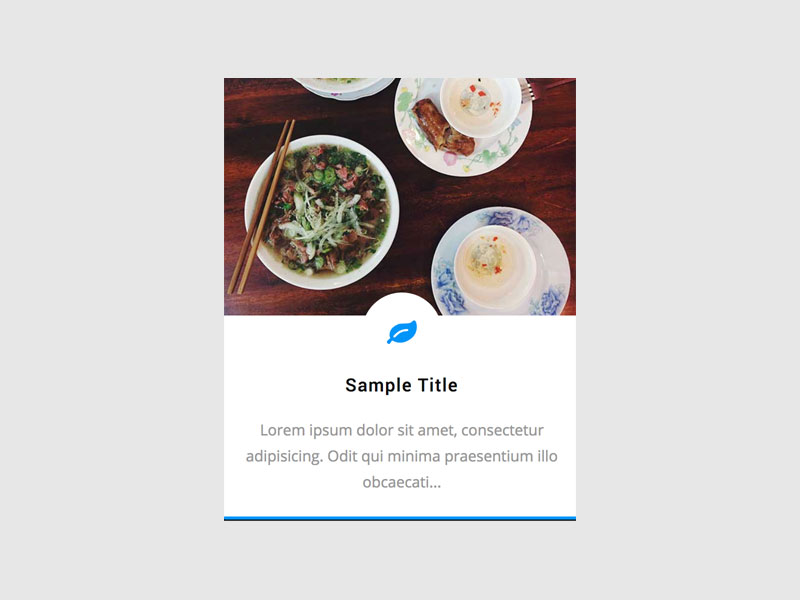 Sample Title
Lorem ipsum dolor sit amet, consectetur
adipisicing. Odit qui minima praesentium illo
obcaecati...